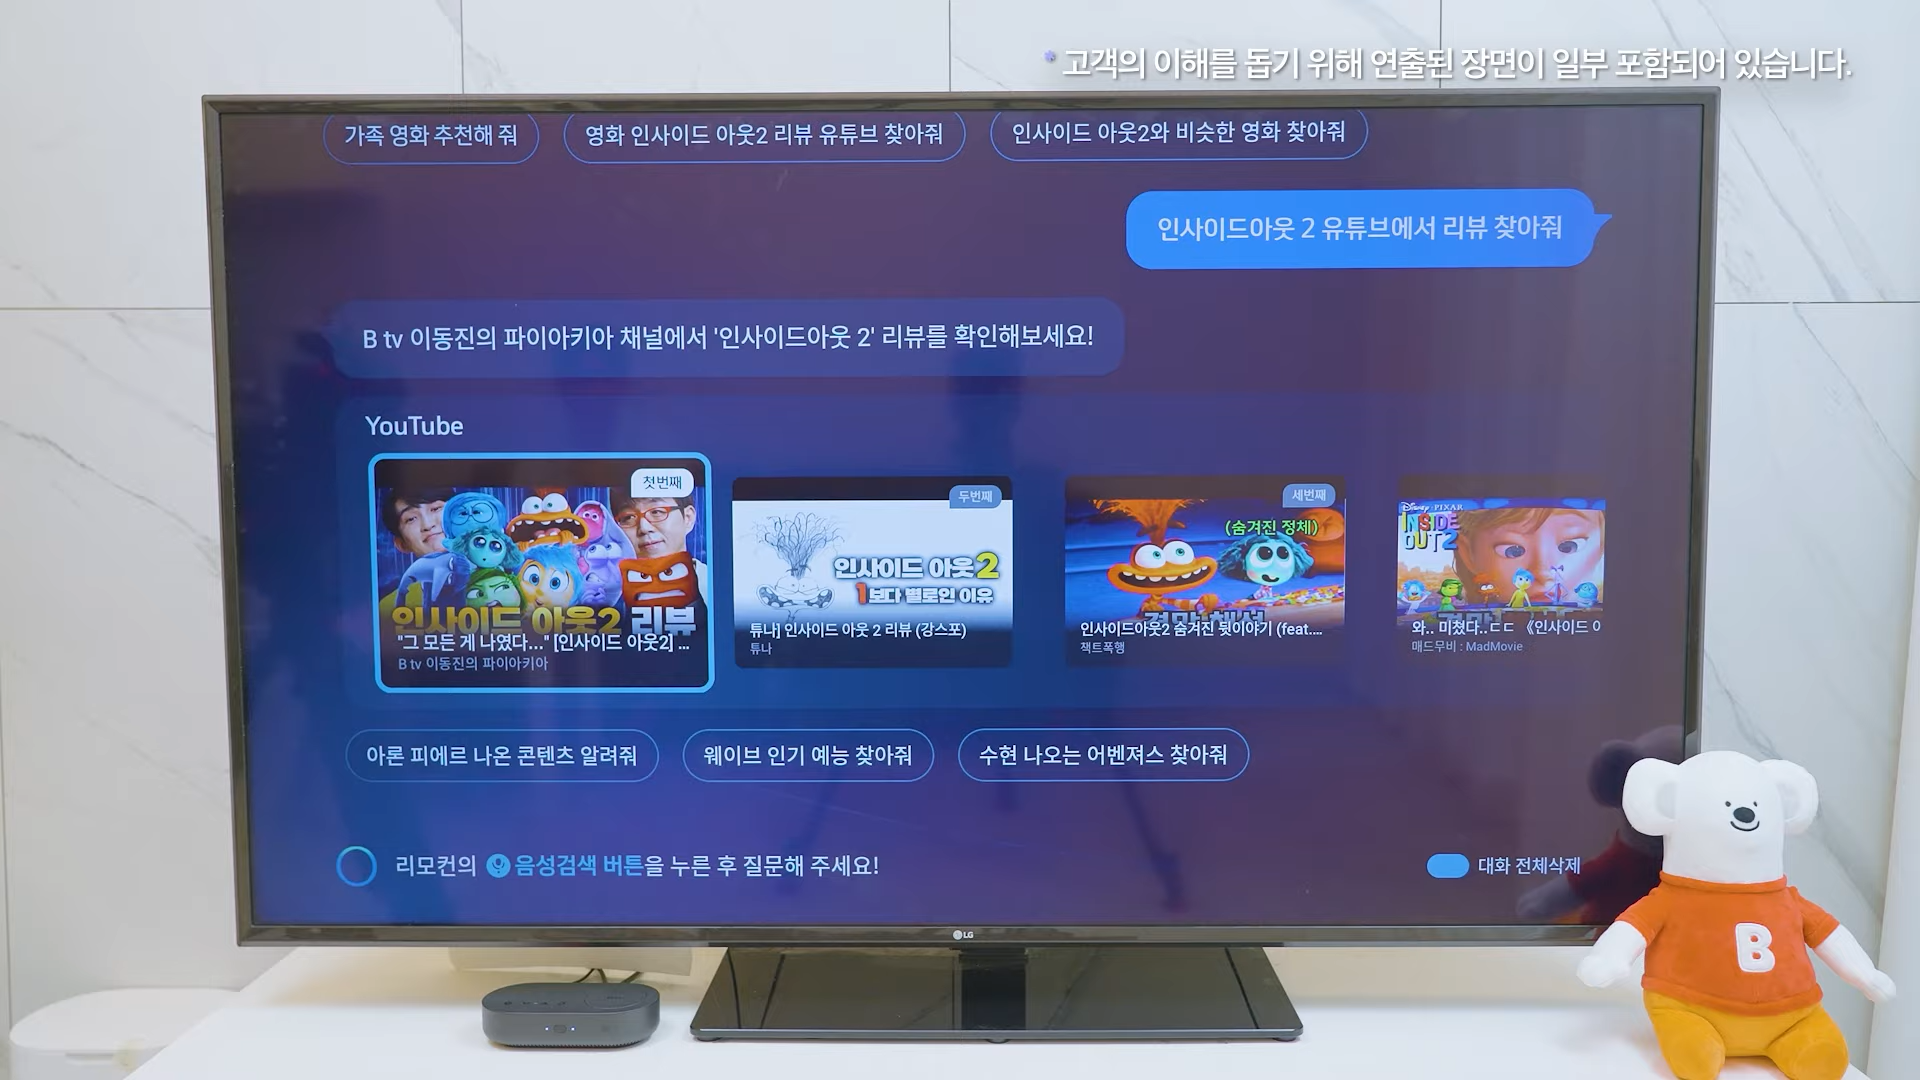 * 고객의 이해를 돕기 위해 연출된 장면이 일부 포함되어 있습니다.
가족 영화 추천해 줘
영화 인사이드 아웃2 리뷰 유튜브 찾아줘
인사이드 아웃2와 비슷한 영화 찾아줘
인사이드아웃 2 유튜브에서 리뷰 찾아줘
B tv 이동진의 파이아키아 채널에서 '인사이드아웃 2' 리뷰를 확인해보세요!
YouTube
첫번째
인사이드 아웃2 리뷰
"그 모든 게 나였다..." [인사이드 아웃2] ...
B tv 이동진의 파이아키아
두번째
인사이드 아웃2
1보다 별로인 이유
튜나] 인사이드 아웃 2 리뷰 (강스포)
튜나
세번째
(숨겨진 정체)
인사이드아웃2 숨겨진 뒷이야기 (feat....
책트폭행
Disney PIXAR
INSIDE
OUT 2
와.. 미쳤다..ㄷㄷ 《인사이드 아
매드무비 : MadMovie
아론 피에르 나온 콘텐츠 알려줘
웨이브 인기 예능 찾아줘
수현 나오는 어벤져스 찾아줘
리모컨의 음성검색 버튼을 누른 후 질문해 주세요!
대화 전체삭제
LG
B